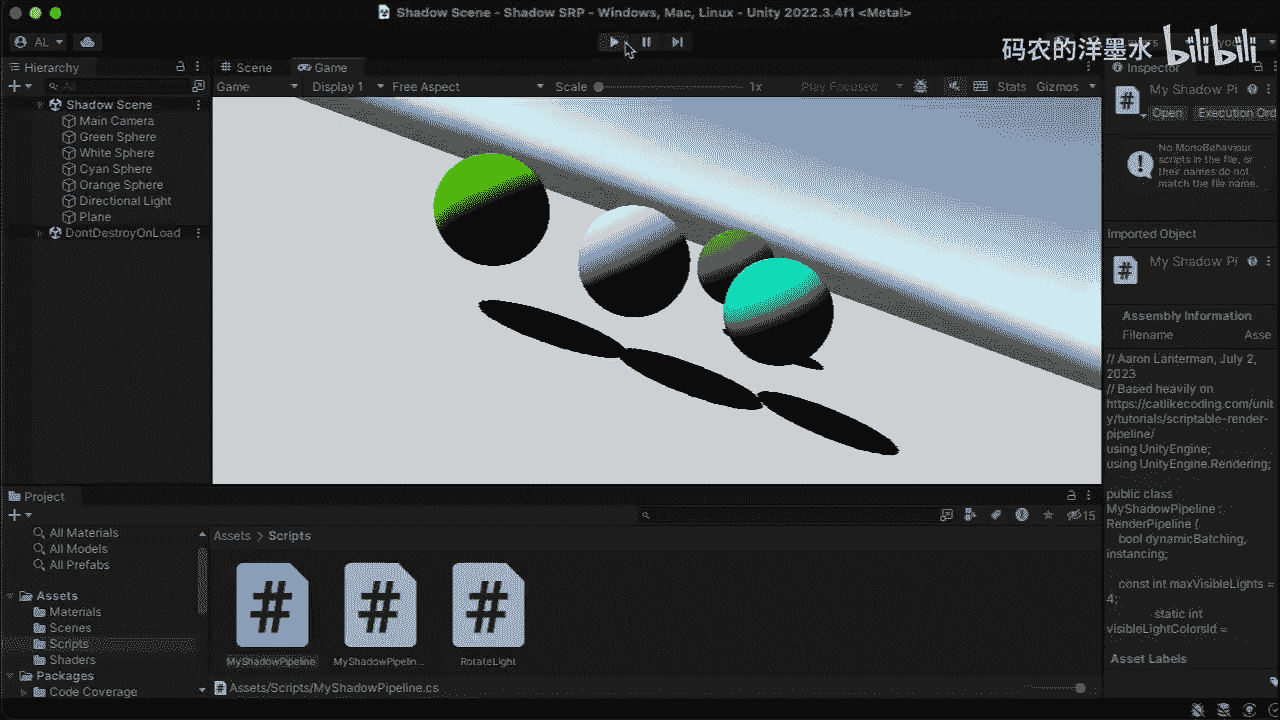 Shadow Scene - Shadow SRP - Windows, Mac, Linux - Unity 2022.3.4f1 <Metal>
AL
码农的洋墨水 bilibili
Hierarchy
Scene
Game
Inspector
All
Game
Display 1
Free Aspect
Scale
1x
Play Focused
Stats
Gizmos
Shadow Scene
Main Camera
Green Sphere
White Sphere
Cyan Sphere
Orange Sphere
Directional Light
Plane
DontDestroyOnLoad
My Shadow Pi
Open
Execution Ord
No MonoBehaviour
scripts in the file, or
their names do not
match the file name.
Imported Object
My Shadow Pi
Assembly Information
Filename
Asse
// Aaron Lanterman, July 2,
2023
// Based heavily on
https://catlikecoding.com/unit
y/tutorials/scriptable-render-
pipeline/
using UnityEngine;
using UnityEngine.Rendering;
public class
MyShadowPipeline :
RenderPipeline {
bool dynamicBatching,
instancing;
const int maxVisibleLights =
4;
static int
visibleLightColorsId =
Asset Labels
Project
15
All Materials
All Models
All Prefabs
Assets
Materials
Scenes
Scripts
Shaders
Packages
Code Coverage
Assets > Scripts
MyShadowPipeline
MyShadowPipelin...
RotateLight
Assets/Scripts/MyShadowPipeline.cs